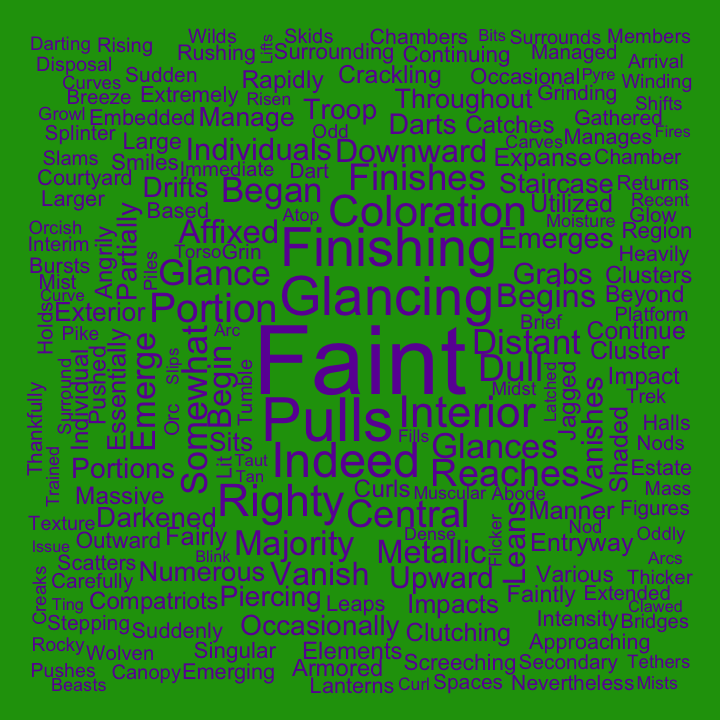 Darting Rising Wilds Lifts Skids Chambers Bits Surrounds Members
Disposal Rushing Surrounding Continuing Managed Arrival
Curves Sudden Rapidly Crackling Occasional Pyre Winding
Breeze Extremely Risen Throughout Grinding Shifts
Growl Embedded Manage Troop Darts Catches Gathered Fires
Splinter Large Odd Carves Manages
Slams Smiles Individuals Downward Expanse Chamber
Courtyard Immediate Dart Finishes Staircase Returns
Larger Drifts Began Coloration Utilized Recent
Based Atop Moisture Glow
Orcish Partially Affixed Finishing Emerges Region
Interim Angrily Torso Grin Heavily
Bursts Piles Glance Grabs Clusters
Mist Glancing Begins Beyond
Curve Exterior Portion Platform
Holds Pike Arc Faint Brief Continue
Emerge Somewhat Distant Cluster
Surround Individual Pushed Essentially Slips Begin Tumble Dull Impact
Thankfully Orc Pulls Interior Midst Latched Jagged Vanishes Trek
Sits Fills Glances Shaded Halls
Trained Portions Lit Taut Indeed Reaches Nods
Tan Estate
Massive Righty Curls Muscular Abode Mass
Texture Darkened Central Manner Figures
Issue Outward Fairly Majority Dense Flicker Leans Nod Oddly
Scatters Blink Metallic Entryway Arcs
Creaks Carefully Numerous Vanish Upward Various Thicker
Ting Compatriots Piercing Leaps Impacts Faintly Extended
Stepping Clawed
Suddenly Occasionally Clutching Intensity Bridges
Rocky Wolven Singular Elements Approaching
Pushes Canopy Emerging Armored Screeching Secondary Tethers
Beasts Lanterns Curl Spaces Nevertheless Mists